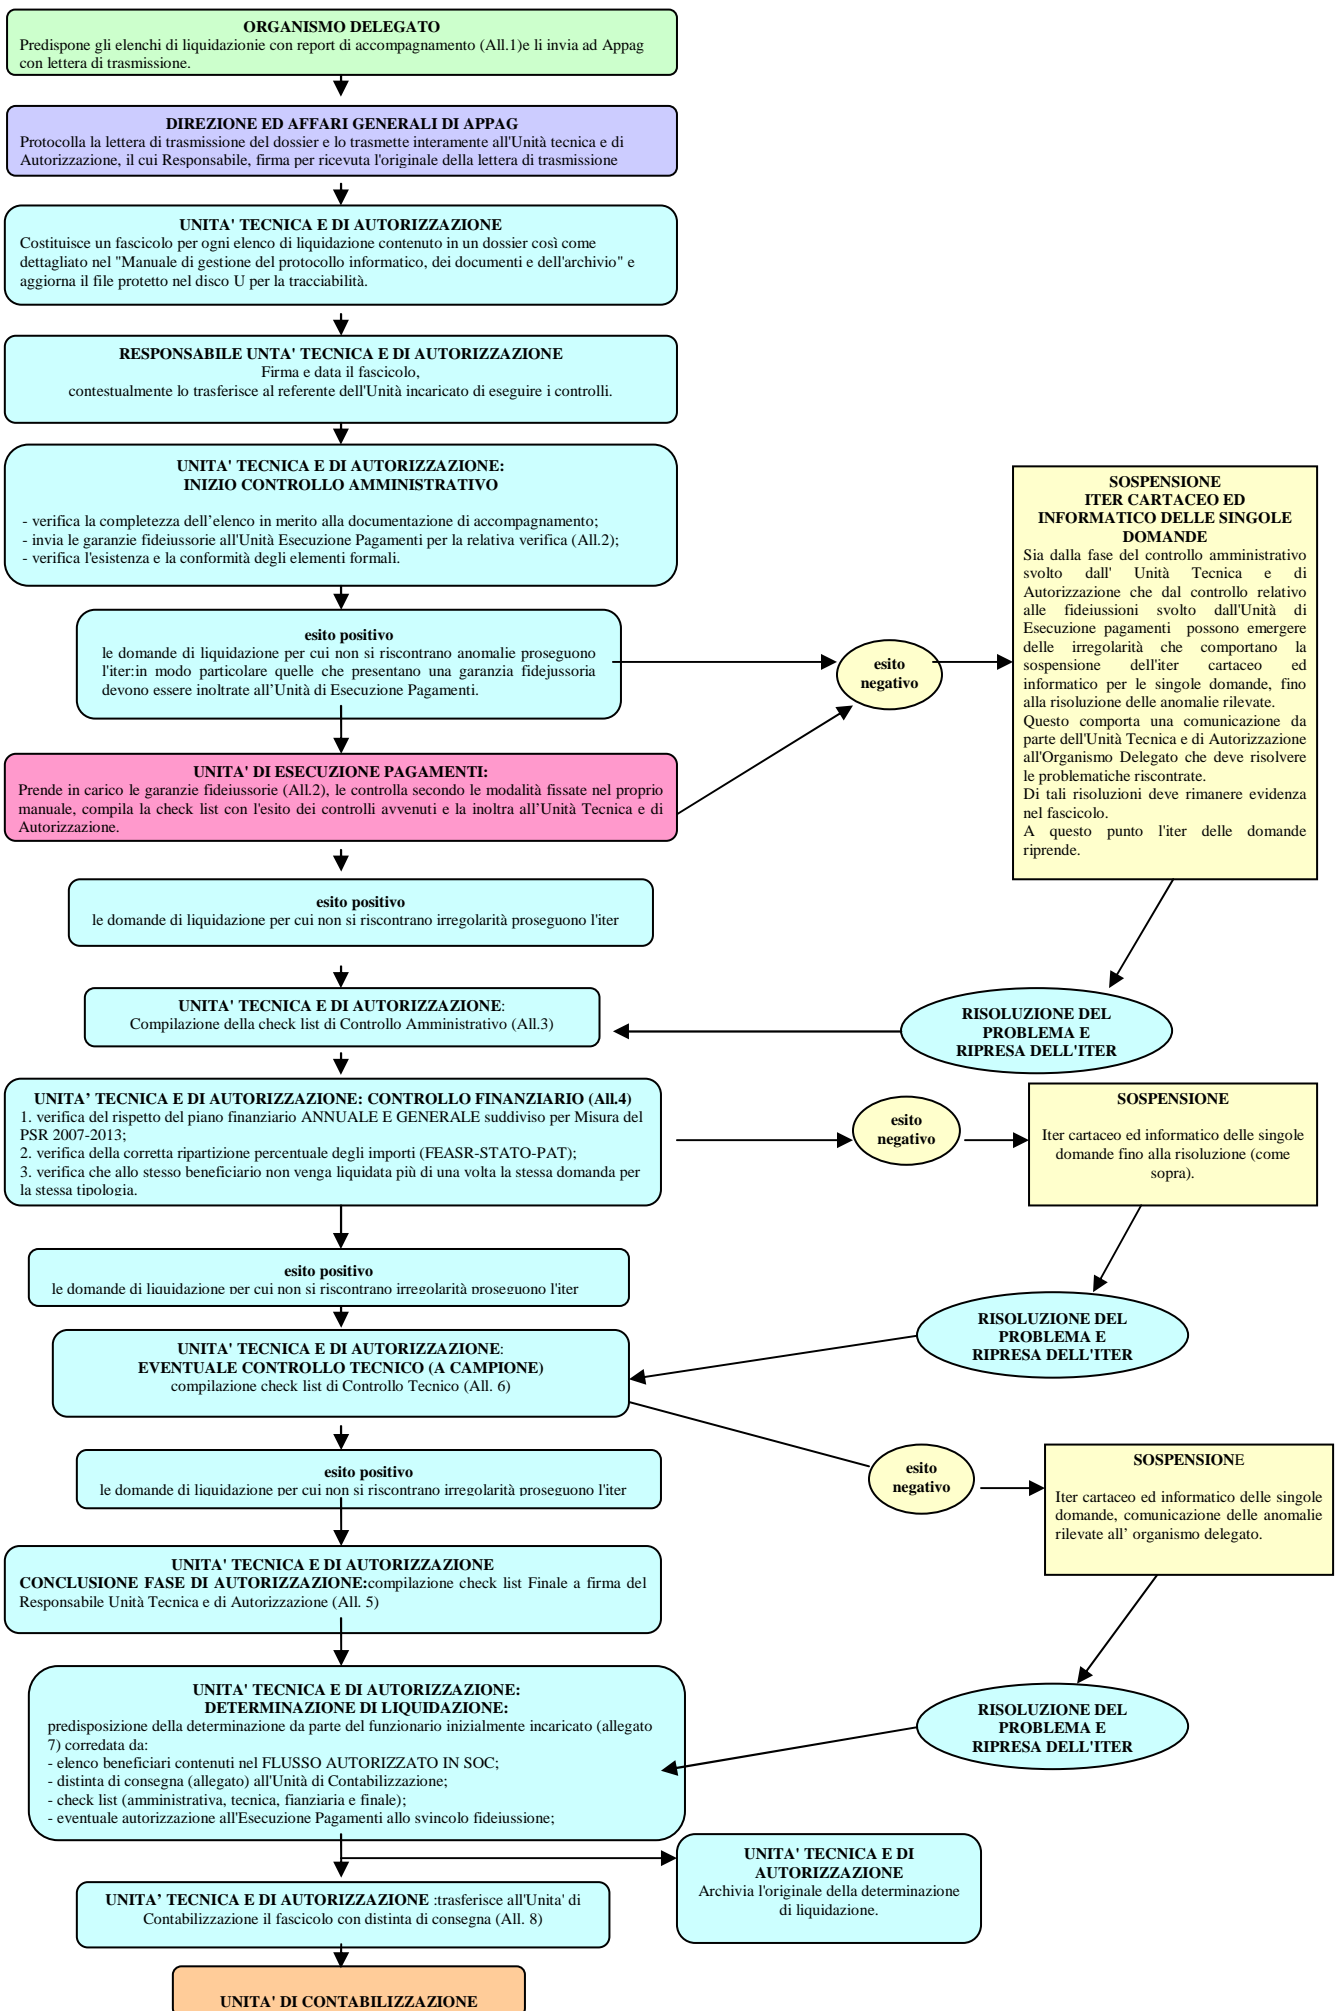 ORGANISMO DELEGATO
Predispone gli elenchi di liquidazionie con report di accompagnamento (All.1)e li invia ad Appag
con lettera di trasmissione.
DIREZIONE ED AFFARI GENERALI DI APPAG
Protocolla la lettera di trasmissione del dossier e lo trasmette interamente all'Unità tecnica e di
Autorizzazione, il cui Responsabile, firma per ricevuta l'originale della lettera di trasmissione
UNITA' TECNICA E DI AUTORIZZAZIONE
Costituisce un fascicolo per ogni elenco di liquidazione contenuto in un dossier così come
dettagliato nel "Manuale di gestione del protocollo informatico, dei documenti e dell'archivio" e
aggiorna il file protetto nel disco U per la tracciabilità.
RESPONSABILE UNTA' TECNICA E DI AUTORIZZAZIONE
Firma e data il fascicolo,
contestualmente lo trasferisce al referente dell'Unità incaricato di eseguire i controlli.
UNITA' TECNICA E DI AUTORIZZAZIONE:
INIZIO CONTROLLO AMMINISTRATIVO
- verifica la completezza dell'elenco in merito alla documentazione di accompagnamento;
- invia le garanzie fideiussorie all'Unità Esecuzione Pagamenti per la relativa verifica (All.2);
- verifica l'esistenza e la conformità degli elementi formali.
esito positivo
le domande di liquidazione per cui non si riscontrano anomalie proseguono
l'iter:in modo particolare quelle che presentano una garanzia fidejussoria
devono essere inoltrate all'Unità di Esecuzione Pagamenti.
esito
negativo
SOSPENSIONE
ITER CARTACEO ED
INFORMATICO DELLE SINGOLE
DOMANDE
Sia dalla fase del controllo amministrativo
svolto dall' Unità Tecnica e di
Autorizzazione che dal controllo relativo
alle fideiussioni svolto dall'Unità di
Esecuzione pagamenti possono emergere
delle irregolarità che comportano la
sospensione dell'iter cartaceo ed
informatico per le singole domande, fino
alla risoluzione delle anomalie rilevate.
Questo comporta una comunicazione da
parte dell'Unità Tecnica e di Autorizzazione
all'Organismo Delegato che deve risolvere
le problematiche riscontrate.
Di tali risoluzioni deve rimanere evidenza
nel fascicolo.
A questo punto l'iter delle domande
riprende.
UNITA' DI ESECUZIONE PAGAMENTI:
Prende in carico le garanzie fideiussorie (All.2), le controlla secondo le modalità fissate nel proprio
manuale, compila la check list con l'esito dei controlli avvenuti e la inoltra all'Unità Tecnica e di
Autorizzazione.
esito positivo
le domande di liquidazione per cui non si riscontrano irregolarità proseguono l'iter
UNITA' TECNICA E DI AUTORIZZAZIONE:
Compilazione della check list di Controllo Amministrativo (All.3)
RISOLUZIONE DEL
PROBLEMA E
RIPRESA DELL'ITER
UNITA' TECNICA E DI AUTORIZZAZIONE: CONTROLLO FINANZIARIO (All.4)
1. verifica del rispetto del piano finanziario ANNUALE E GENERALE suddiviso per Misura del
PSR 2007-2013;
2. verifica della corretta ripartizione percentuale degli importi (FEASR-STATO-PAT);
3. verifica che allo stesso beneficiario non venga liquidata più di una volta la stessa domanda per
la stessa tipologia.
esito
negativo
SOSPENSIONE
Iter cartaceo ed informatico delle singole
domande fino alla risoluzione (come
sopra).
esito positivo
le domande di liquidazione per cui non si riscontrano irregolarità proseguono l'iter
RISOLUZIONE DEL
PROBLEMA E
RIPRESA DELL'ITER
UNITA' TECNICA E DI AUTORIZZAZIONE:
EVENTUALE CONTROLLO TECNICO (A CAMPIONE)
compilazione check list di Controllo Tecnico (All. 6)
esito positivo
le domande di liquidazione per cui non si riscontrano irregolarità proseguono l'iter
esito
negativo
SOSPENSIONE
Iter cartaceo ed informatico delle singole
domande, comunicazione delle anomalie
rilevate all' organismo delegato.
UNITA' TECNICA E DI AUTORIZZAZIONE
CONCLUSIONE FASE DI AUTORIZZAZIONE:compilazione check list Finale a firma del
Responsabile Unità Tecnica e di Autorizzazione (All. 5)
UNITA' TECNICA E DI AUTORIZZAZIONE:
DETERMINAZIONE DI LIQUIDAZIONE:
predisposizione della determinazione da parte del funzionario inizialmente incaricato (allegato
7) corredata da:
- elenco beneficiari contenuti nel FLUSSO AUTORIZZATO IN SOC;
- distinta di consegna (allegato) all'Unità di Contabilizzazione;
- check list (amministrativa, tecnica, fianziaria e finale);
- eventuale autorizzazione all'Esecuzione Pagamenti allo svincolo fideiussione;
RISOLUZIONE DEL
PROBLEMA E
RIPRESA DELL'ITER
UNITA' TECNICA E DI
AUTORIZZAZIONE
Archivia l'originale della determinazione
di liquidazione.
UNITA' TECNICA E DI AUTORIZZAZIONE :trasferisce all'Unita' di
Contabilizzazione il fascicolo con distinta di consegna (All. 8)
UNITA' DI CONTABILIZZAZIONE